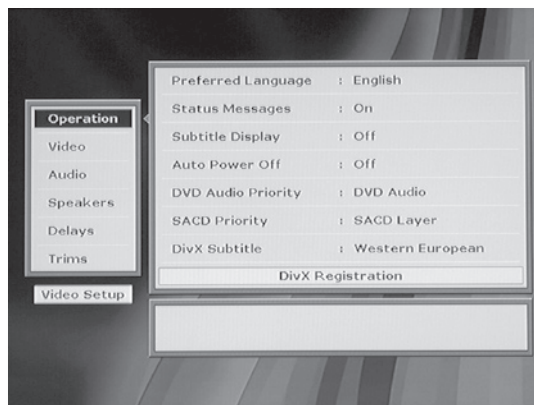 Operation
Video
Audio
Speakers
Delays
Trims
Video Setup
Preferred Language : English
Status Messages : On
Subtitle Display : Off
Auto Power Off : Off
DVD Audio Priority : DVD Audio
SACD Priority : SACD Layer
DivX Subtitle : Western European
DivX Registration